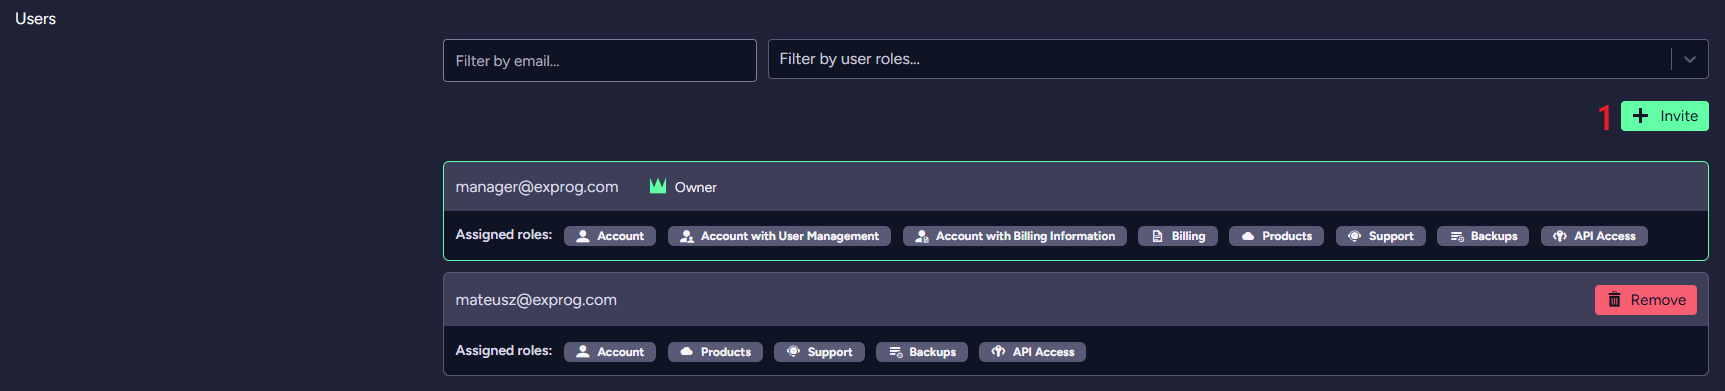 Users
Filter by email...
Filter by user roles...
1 Invite
manager@exprog.com Owner
Assigned roles: Account Account with User Management Account with Billing Information Billing Products Support Backups API Access
mateusz@exprog.com Remove
Assigned roles: Account Products Support Backups API Access